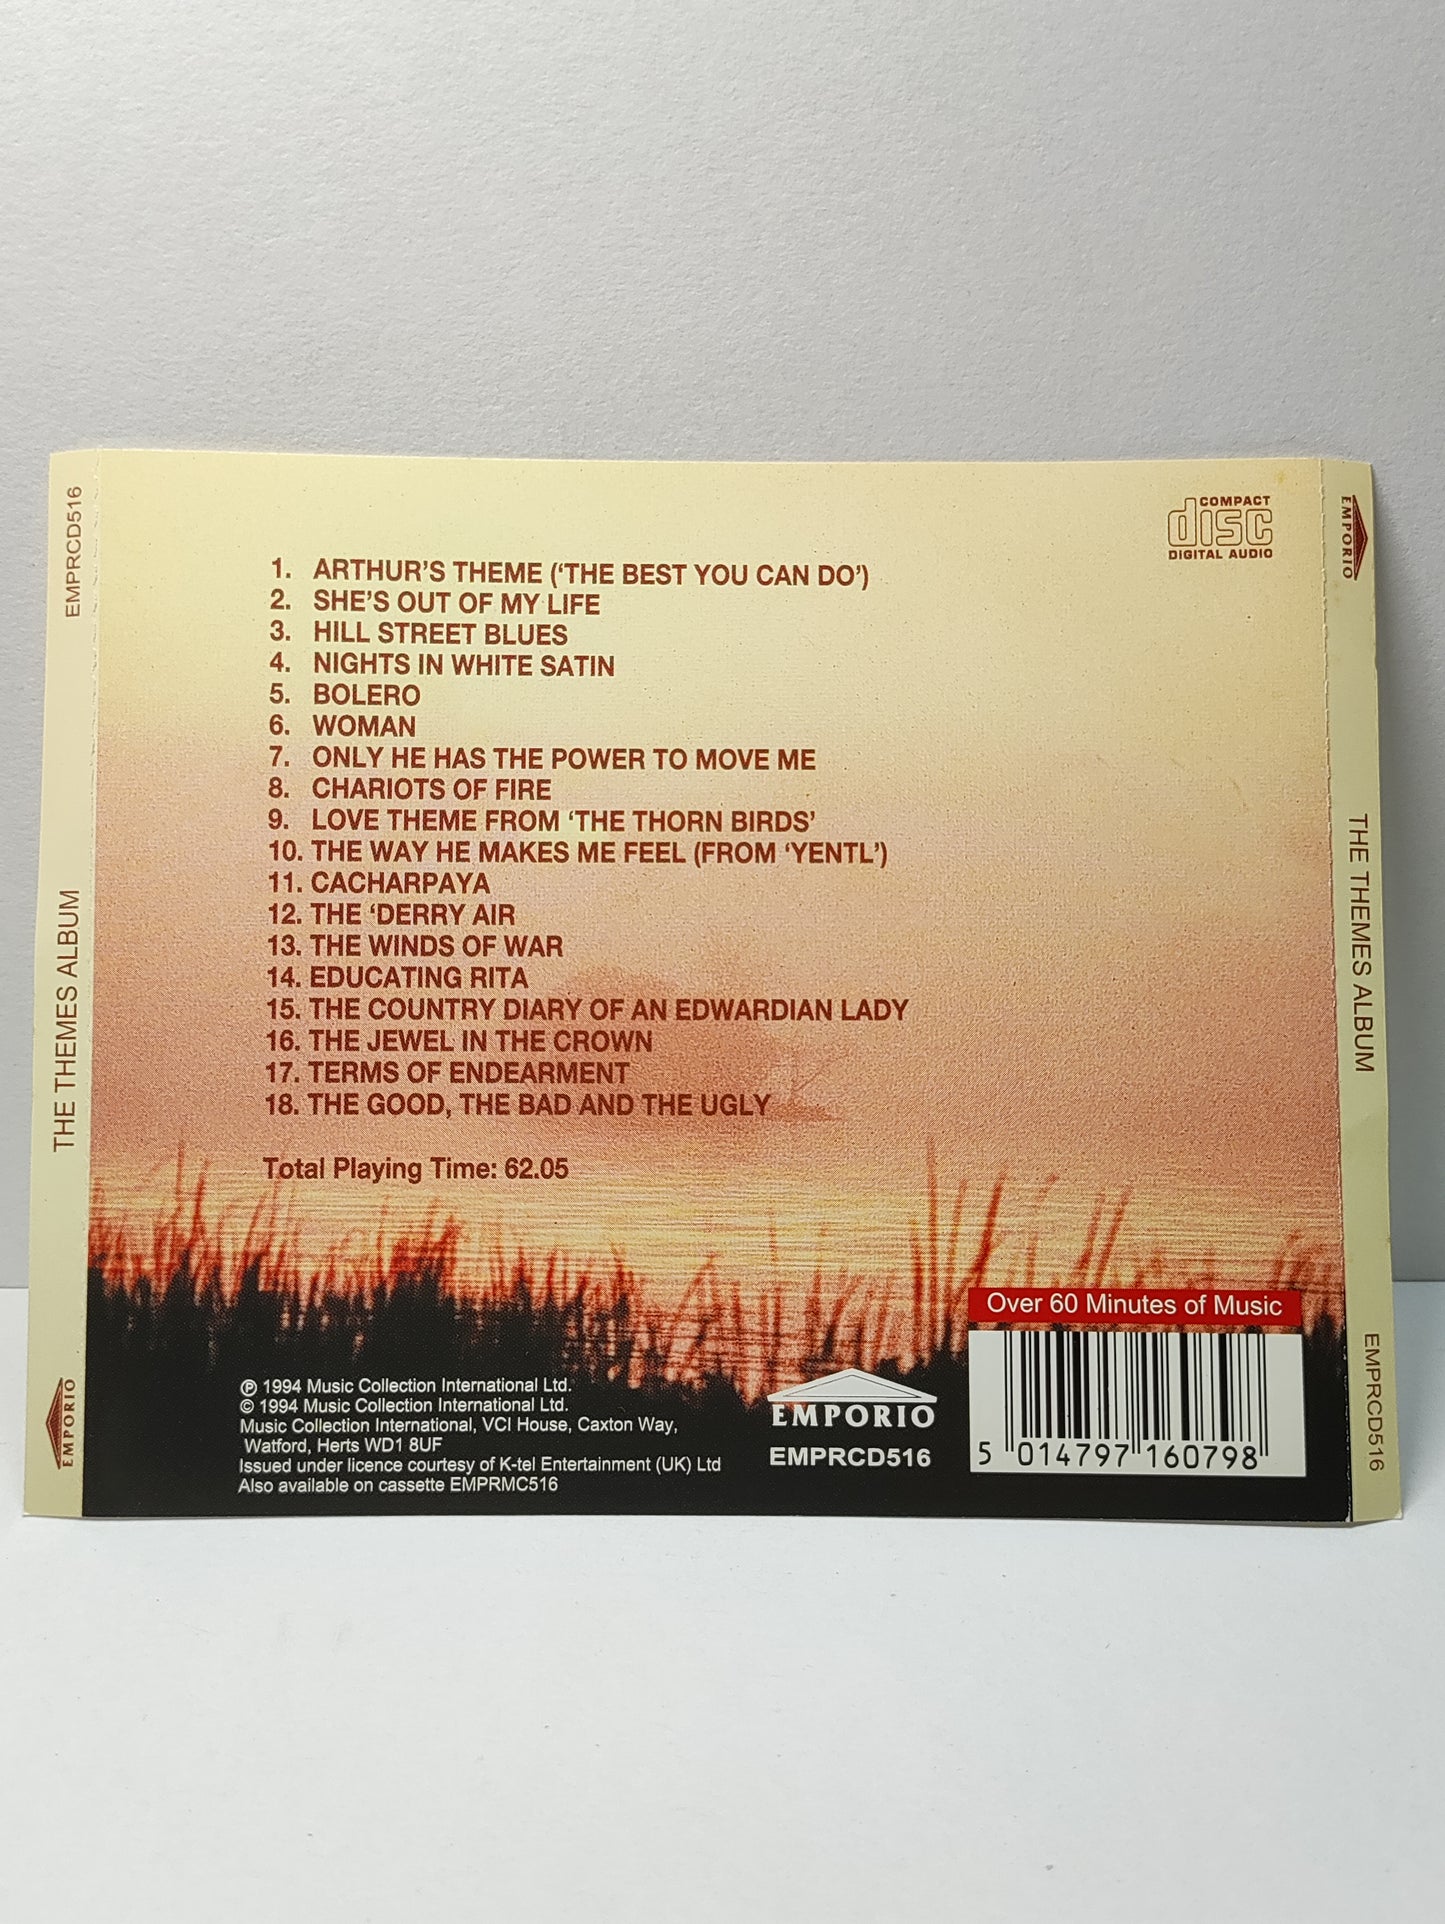 EMPRCD516
THE THEMES ALBUM
EMPORIO
COMPACT
disc
DIGITAL AUDIO
1. ARTHUR'S THEME (‘THE BEST YOU CAN DO’)
2. SHE'S OUT OF MY LIFE
3. HILL STREET BLUES
4. NIGHTS IN WHITE SATIN
5. BOLERO
6. WOMAN
7. ONLY HE HAS THE POWER TO MOVE ME
8. CHARIOTS OF FIRE
9. LOVE THEME FROM ‘THE THORN BIRDS’
10. THE WAY HE MAKES ME FEEL (FROM ‘YENTL’)
11. CACHARPAYA
12. THE ‘DERRY AIR
13. THE WINDS OF WAR
14. EDUCATING RITA
15. THE COUNTRY DIARY OF AN EDWARDIAN LADY
16. THE JEWEL IN THE CROWN
17. TERMS OF ENDEARMENT
18. THE GOOD, THE BAD AND THE UGLY
Total Playing Time: 62.05
℗ 1994 Music Collection International Ltd.
© 1994 Music Collection International Ltd.
Music Collection International, VCI House, Caxton Way,
Watford, Herts WD1 8UF
Issued under licence courtesy of K-tel Entertainment (UK) Ltd
Also available on cassette EMPRMC516
EMPORIO
EMPRCD516
Over 60 Minutes of Music
5 014797 160798
EMPORIO
THE THEMES ALBUM
EMPRCD516